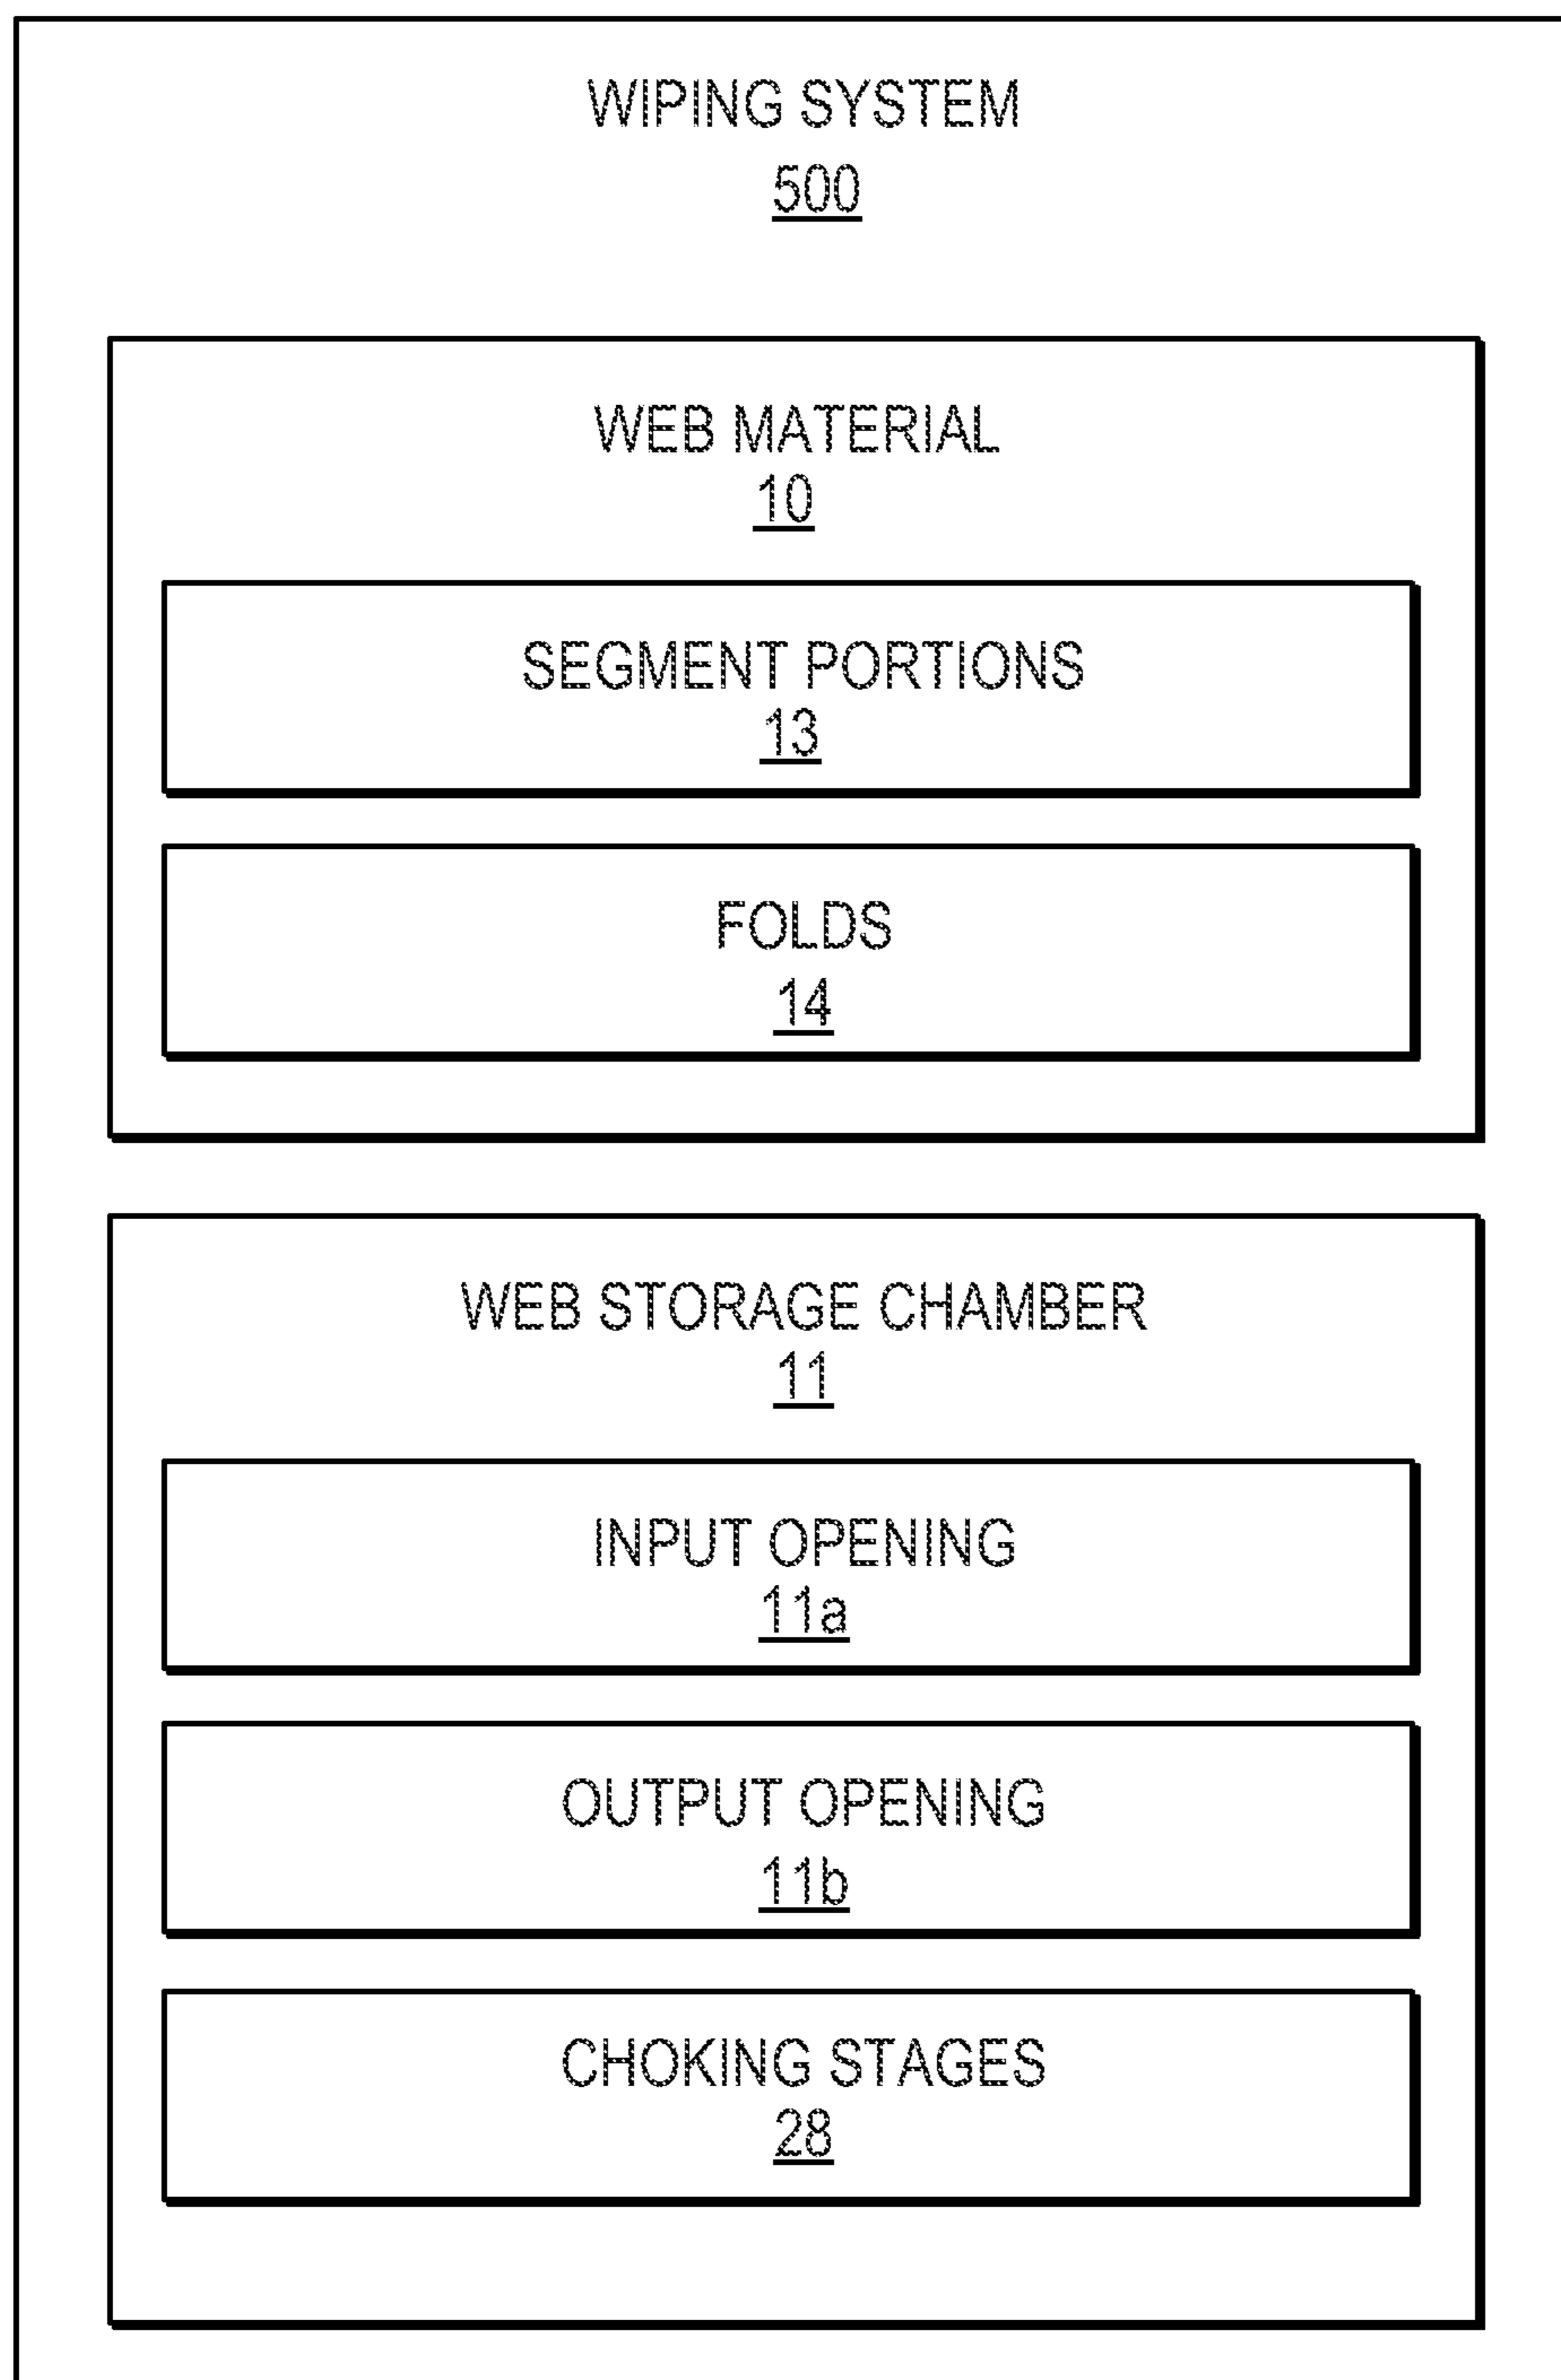 WIPING SYSTEM
500
WEB MATERIAL
10
SEGMENT PORTIONS
13
FOLDS
14
WEB STORAGE CHAMBER
11
INPUT OPENING
11a
OUTPUT OPENING
11b
CHOKING STAGES
28